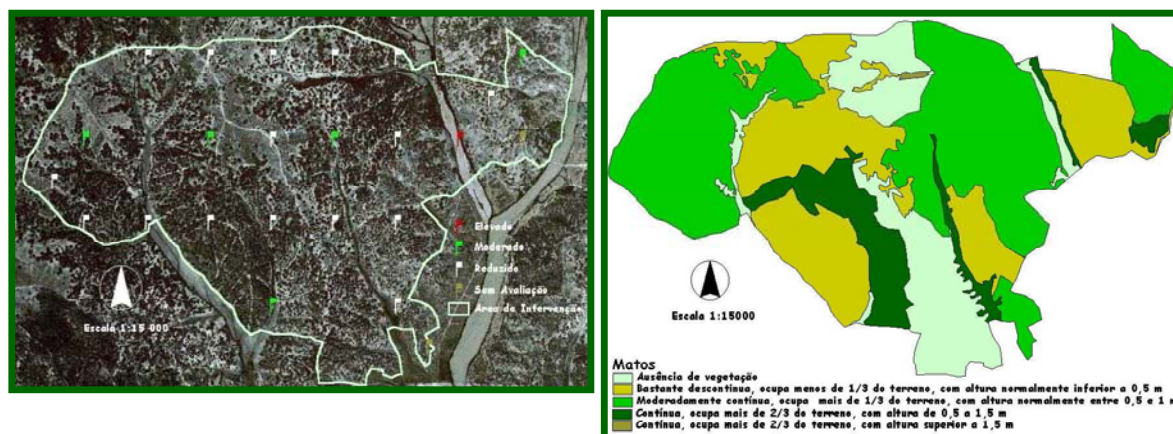 Elevado
Moderado
Reduzido
Sem Avaliação
Área de Intervenção
Escala 1:15 000
Escala 1:15000
Matos
Ausência de vegetação
Bastante descontinua, ocupa menos de 1/3 do terreno, com altura normalmente inferior a 0,5 m
Moderadamente contínua, ocupa mais de 1/3 do terreno, com altura normalmente entre 0,5 e 1 m
Contínua, ocupa mais de 2/3 do terreno, com altura de 0,5 a 1,5 m
Contínua, ocupa mais de 2/3 do terreno, com altura superior a 1,5 m